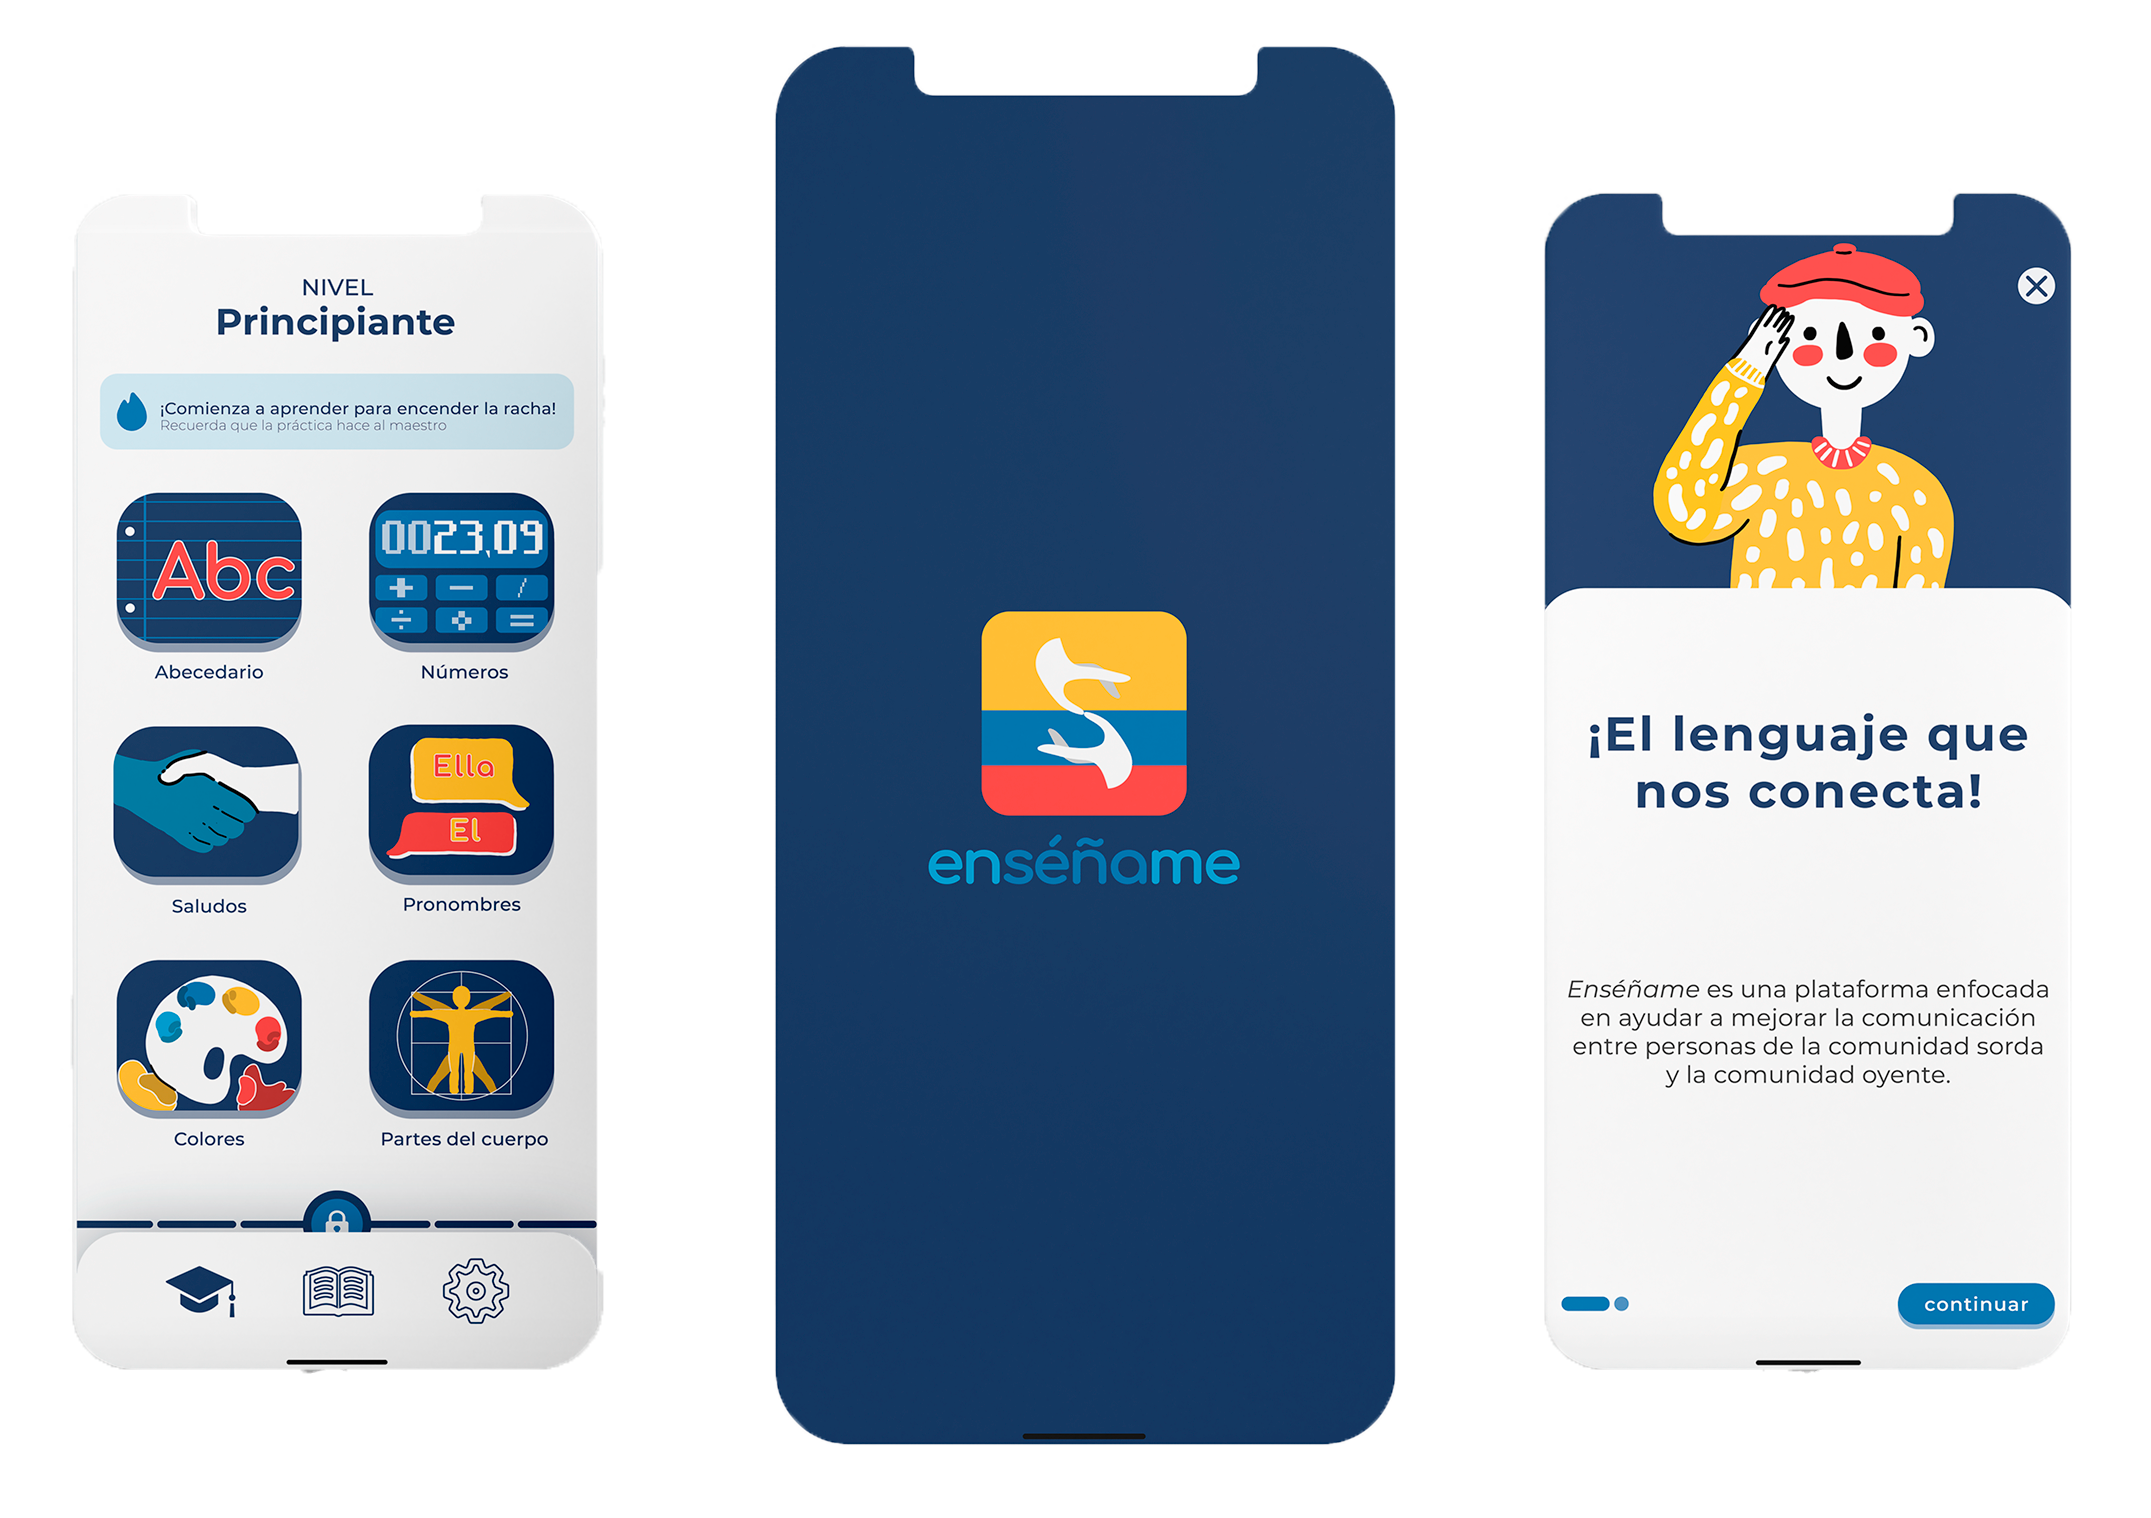 NIVEL
Principiante
¡Comienza a aprender para encender la racha!
Recuerda que la práctica hace al maestro
Abc
0023,09
+ − /
÷ =
Abecedario
Números
Ella
El
Saludos
Pronombres
Colores
Partes del cuerpo
enséñame
¡El lenguaje que
nos conecta!
Enséñame es una plataforma enfocada
en ayudar a mejorar la comunicación
entre personas de la comunidad sorda
y la comunidad oyente.
continuar